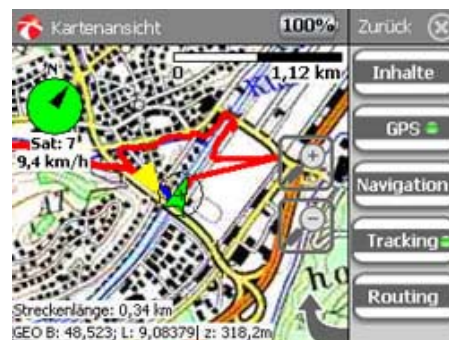 Kartenansicht
100%
Zurück
N
0 1,12 km
Sat: 7
9,4 km/h
Inhalte
GPS
Navigation
Tracking
Routing
Streckenlänge: 0,34 km
GEO B: 48,523; L: 9,08379| z: 318,2m